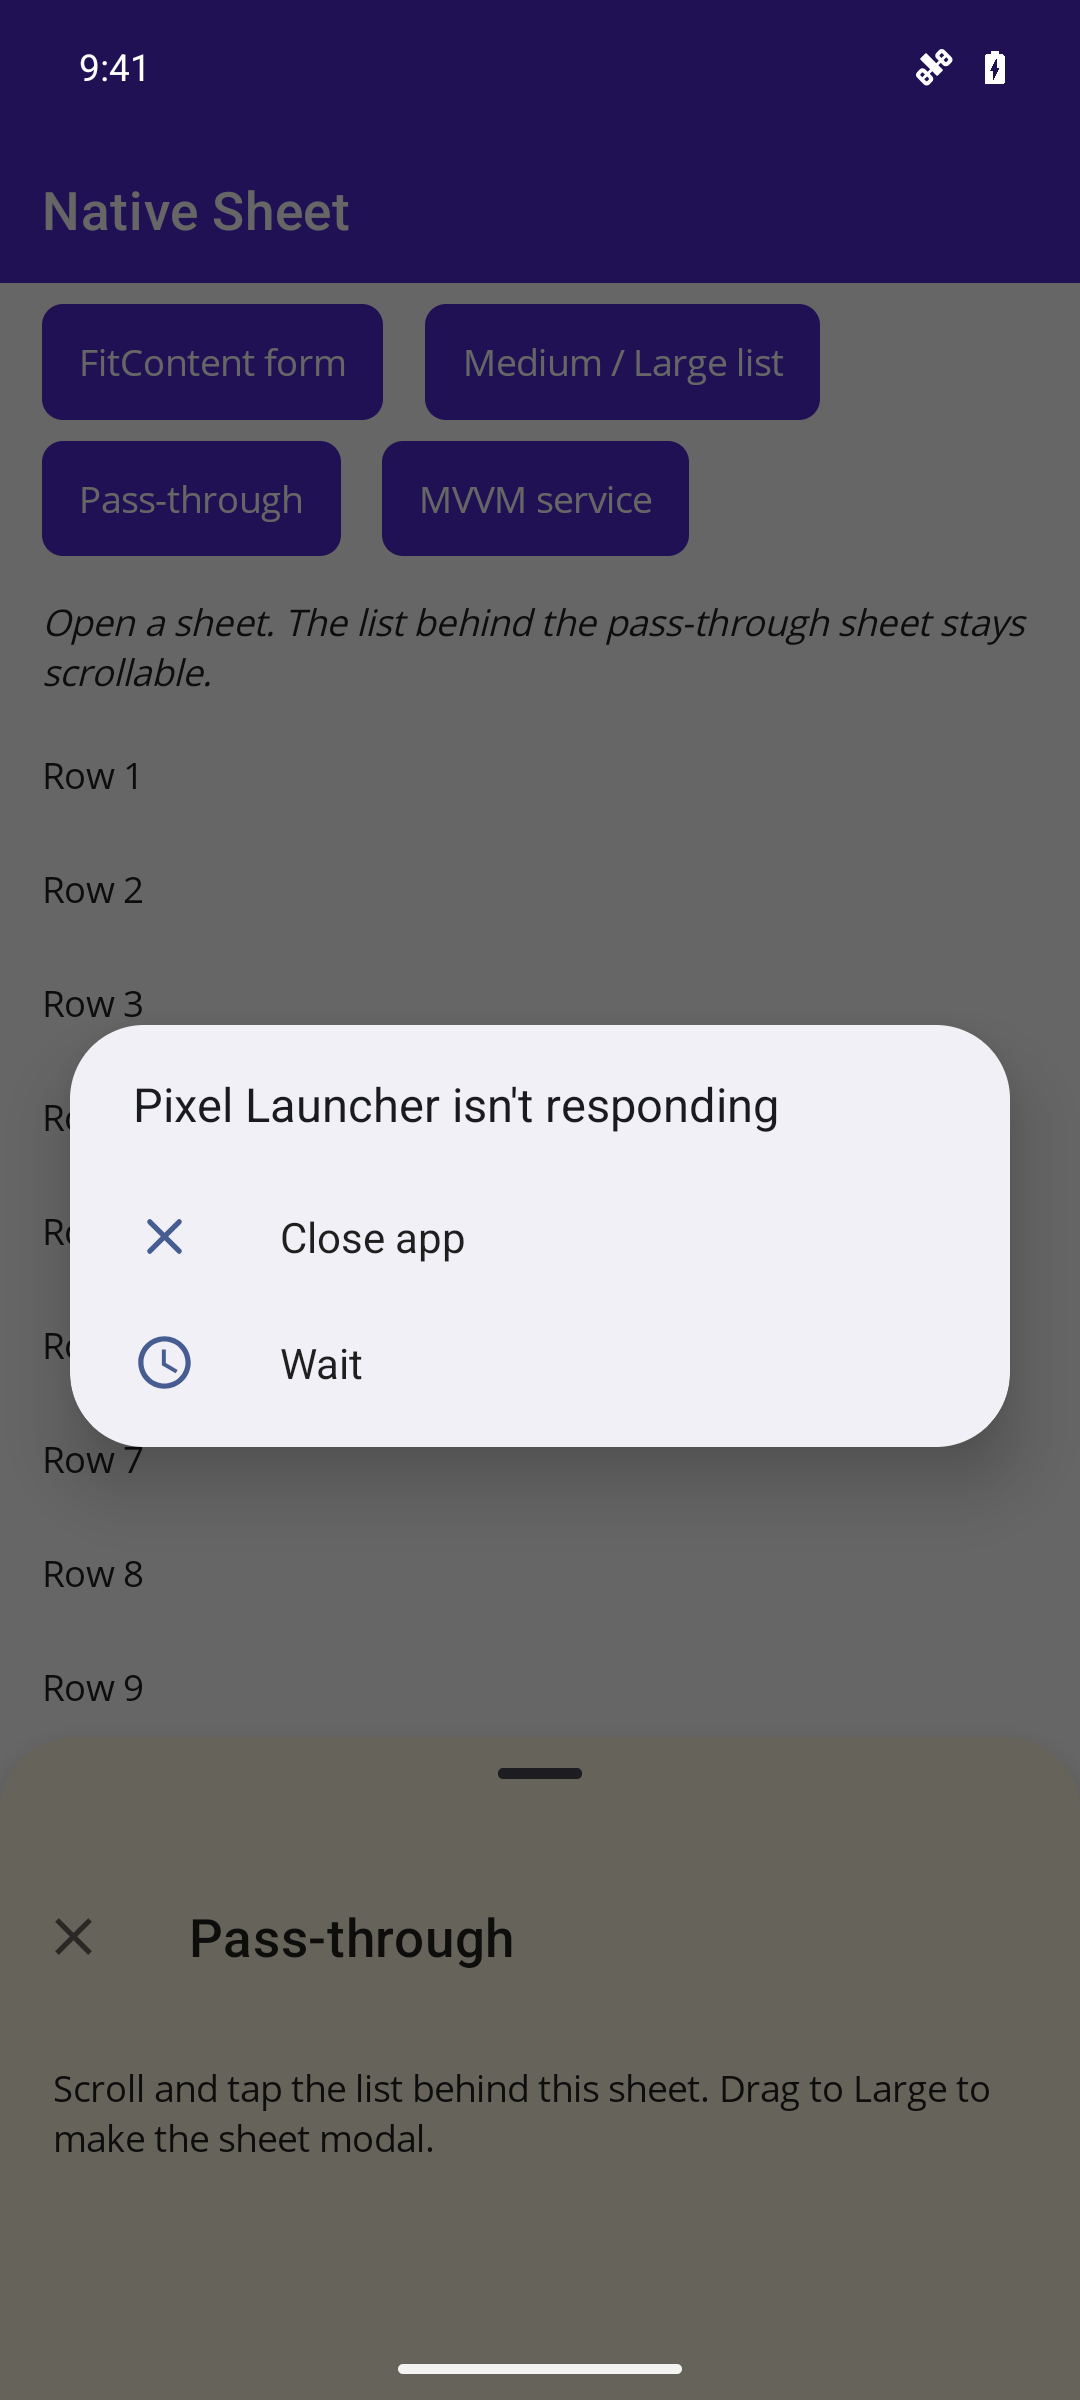 9:41
Native Sheet
FitContent form
Medium / Large list
Pass-through
MVVM service
Open a sheet. The list behind the pass-through sheet stays
scrollable.
Row 1
Row 2
Row 3
Pixel Launcher isn't responding
Close app
Wait
Row 7
Row 8
Row 9
Pass-through
Scroll and tap the list behind this sheet. Drag to Large to
make the sheet modal.